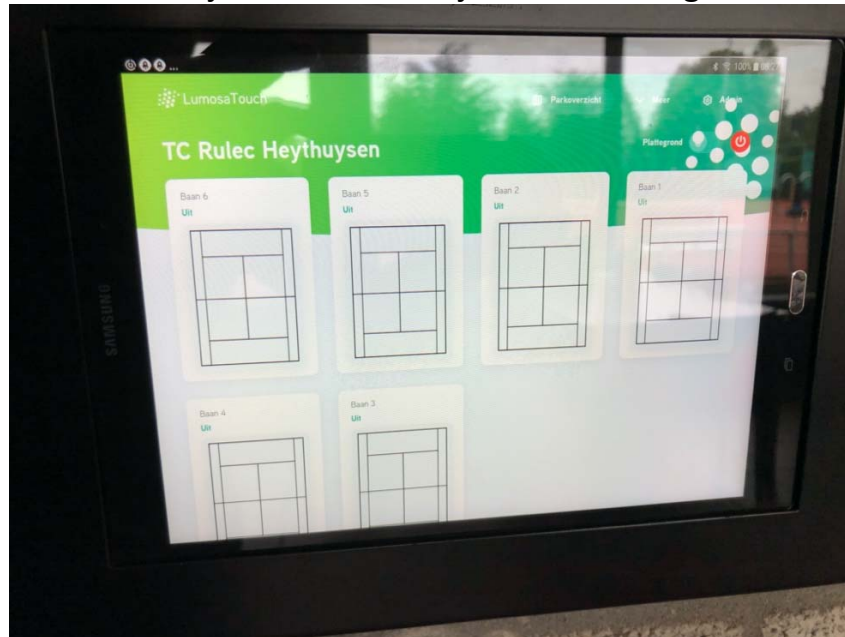 100%
LumosaTouch
Parkoverzicht
Meer
Admin
TC Rulec Heythuysen
Plattegrond
Baan 6
Uit
Baan 5
Uit
Baan 2
Uit
Baan 1
Uit
Baan 4
Uit
Baan 3
Uit
SAMSUNG